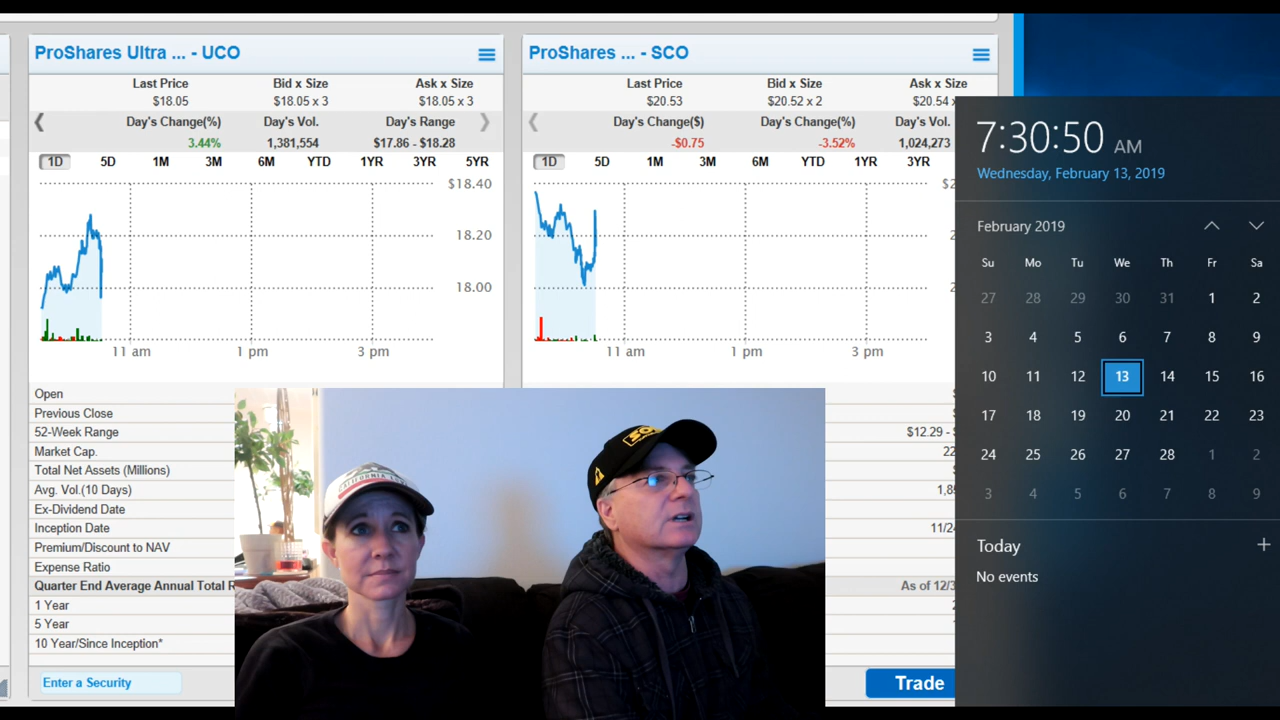 ProShares Ultra ... - UCO
Last Price Bid x Size Ask x Size
$18.05 $18.05 x 3 $18.05 x 3
Day's Change(%) Day's Vol. Day's Range
3.44% 1,381,554 $17.86 - $18.28
1D 5D 1M 3M 6M YTD 1YR 3YR 5YR
$18.40
18.20
18.00
11 am 1 pm 3 pm
Open
Previous Close
52-Week Range
Market Cap.
Total Net Assets (Millions)
Avg. Vol.(10 Days)
Ex-Dividend Date
Inception Date
Premium/Discount to NAV
Expense Ratio
Quarter End Average Annual Total R
1 Year
5 Year
10 Year/Since Inception*
Enter a Security
ProShares ... - SCO
Last Price Bid x Size Ask x Size
$20.53 $20.52 x 2 $20.54 x
Day's Change($) Day's Change(%) Day's Vol.
-$0.75 -3.52% 1,024,273
1D 5D 1M 3M 6M YTD 1YR 3YR
11 am 1 pm 3 pm
$12.29 -
As of 12/3
Trade
7:30:50 AM
Wednesday, February 13, 2019
February 2019
Su Mo Tu We Th Fr Sa
27 28 29 30 31 1 2
3 4 5 6 7 8 9
10 11 12 13 14 15 16
17 18 19 20 21 22 23
24 25 26 27 28 1 2
3 4 5 6 7 8 9
Today
No events